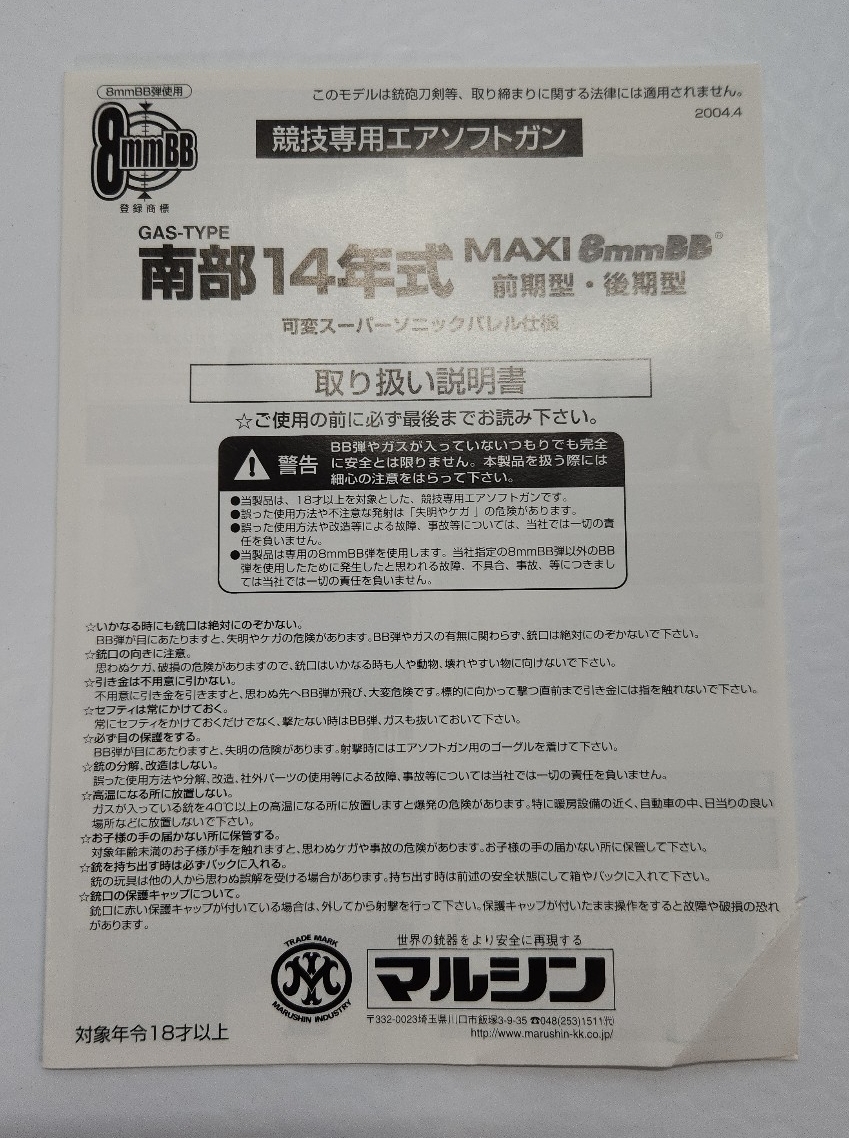 8mmBB弾使用
このモデルは銃砲刀剣等、取り締まりに関する法律には適用されません。
2004.4
8mmBB
登録商標
競技専用エアソフトガン
GAS-TYPE
南部14年式 MAXI 8mmBB®
前期型・後期型
可変スーパーソニックバレル仕様
取り扱い説明書
☆ご使用の前に必ず最後までお読み下さい。
警告
BB弾やガスが入っていないつもりでも完全
に安全とは限りません。本製品を扱う際には
細心の注意をはらって下さい。
●当製品は、18才以上を対象とした、競技専用エアソフトガンです。
●誤った使用方法や不注意な発射は「失明やケガ」の危険があります。
●誤った使用方法や改造等による故障、事故等については、当社では一切の責
任を負いません。
●当製品は専用の8mmBB弾を使用します。当社指定の8mmBB弾以外のBB
弾を使用したために発生したと思われる故障、不具合、事故、等につきまし
ては当社では一切の責任を負いません。
☆いかなる時にも銃口は絶対にのぞかない。
BB弾が目にあたりますと、失明やケガの危険があります。BB弾やガスの有無に関わらず、銃口は絶対にのぞかないで下さい。
☆銃口の向きに注意。
思わぬケガ、破損の危険がありますので、銃口はいかなる時も人や動物、壊れやすい物に向けないで下さい。
☆引き金は不用意に引かない。
不用意に引き金を引きますと、思わぬ先へBB弾が飛び、大変危険です。標的に向かって撃つ直前まで引き金には指を触れないで下さい。
☆セフティは常にかけておく。
常にセフティをかけておくだけでなく、撃たない時はBB弾、ガスも抜いておいて下さい。
☆必ず目の保護をする。
BB弾が目にあたりますと、失明の危険があります。射撃時にはエアソフトガン用のゴーグルを着けて下さい。
☆銃の分解、改造はしない。
誤った使用方法や分解、改造、社外パーツの使用等による故障、事故等については当社では一切の責任を負いません。
☆高温になる所に放置しない。
ガスが入っている銃を40℃以上の高温になる所に放置しますと爆発の危険があります。特に暖房設備の近く、自動車の中、日当りの良い
場所などに放置しないで下さい。
☆お子様の手の届かない所に保管する。
対象年齢未満のお子様が手を触れますと、思わぬケガや事故の危険があります。お子様の手の届かない所に保管して下さい。
☆銃を持ち出す時は必ずバックに入れる。
銃の玩具は他の人から思わぬ誤解を受ける場合があります。持ち出す時は前述の安全状態にして箱やバックに入れて下さい。
☆銃口の保護キャップについて。
銃口に赤い保護キャップが付いている場合は、外してから射撃を行って下さい。保護キャップが付いたまま操作をすると故障や破損の恐れ
があります。
TRADE MARK
MARUSHIN INDUSTRY
世界の銃器をより安全に再現する
マルシン
〒332-0023埼玉県川口市飯塚3-9-35 ☎048(253)1511㈹
http://www.marushin-kk.co.jp/
対象年令18才以上